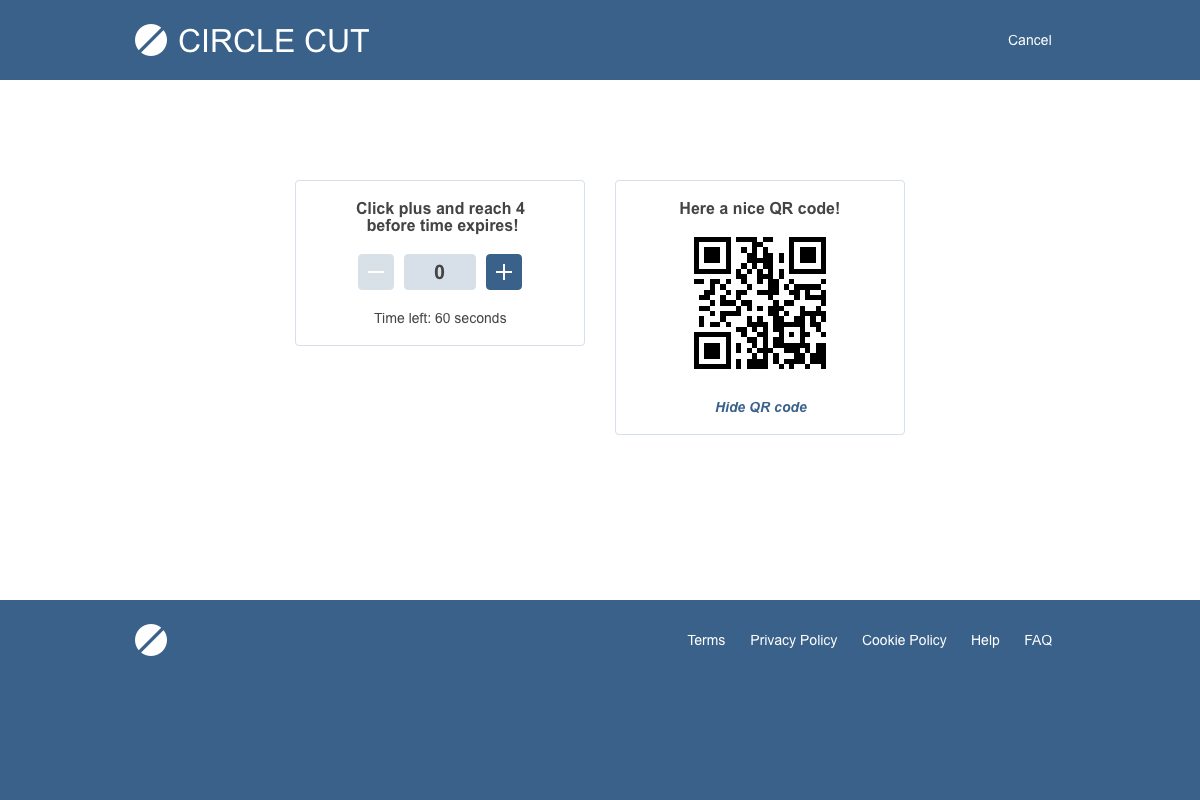 CIRCLE CUT
Cancel
Click plus and reach 4
before time expires!
0
Time left: 60 seconds
Here a nice QR code!
Hide QR code
Terms
Privacy Policy
Cookie Policy
Help
FAQ